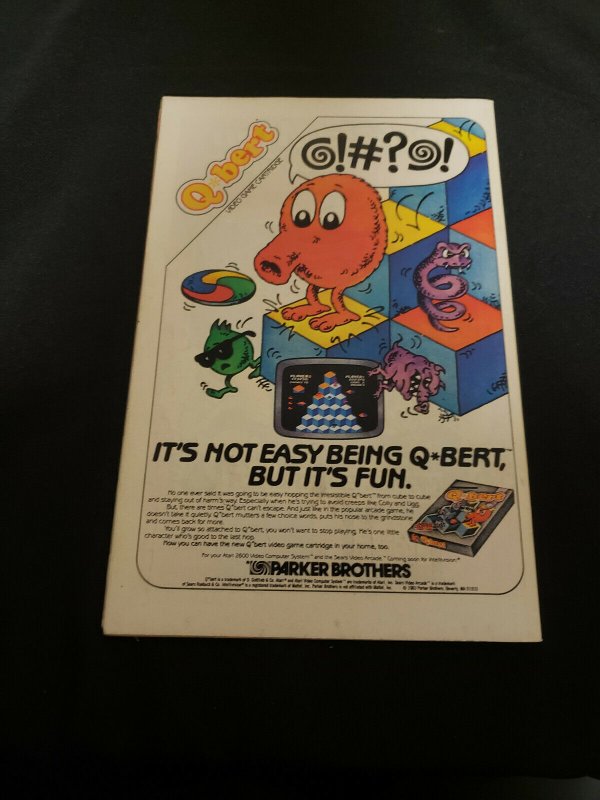 Q*bert
VIDEO GAME CARTRIDGE
@!#?@!
IT'S NOT EASY BEING Q*BERT,™
BUT IT'S FUN.
No one ever said it was going to be easy hopping the irresistible Q*bert™ from cube to cube
and staying out of harm's way. Especially when he's trying to avoid creeps like Coily and Ugg.
But, there are times Q*bert can't escape. And just like in the popular arcade game, he
doesn't take it quietly. Q*bert mutters a few choice words, puts his nose to the grindstone
and comes back for more.
You'll grow so attached to Q*bert, you won't want to stop playing. He's one little
character who's good to the last hop.
Now you can have the new Q*bert video game cartridge in your home, too.
For your Atari 2600 Video Computer System™ and the Sears Video Arcade.™ Coming soon for Intellivision.®
PARKER BROTHERS
Q*bert